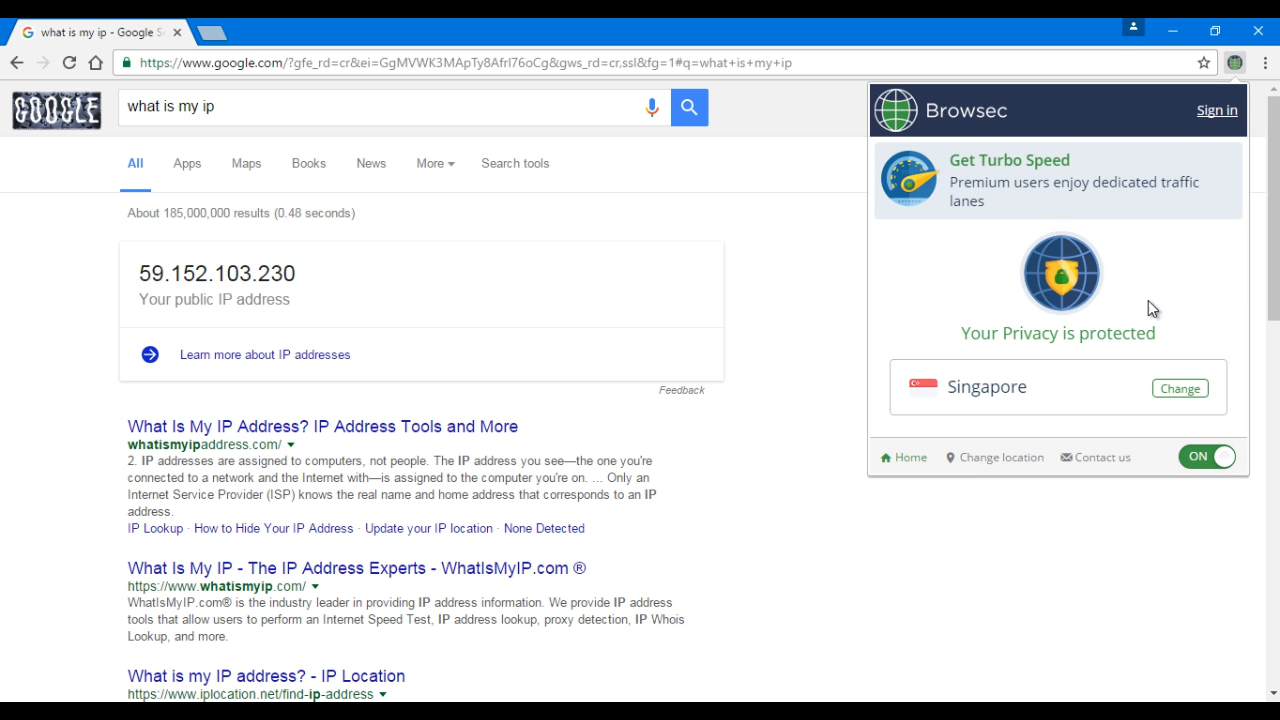 what is my ip - Google S
https://www.google.com/?gfe_rd=cr&ei=GgMVWK3MApTy8AfrI76oCg&gws_rd=cr,ssl&fg=1#q=what+is+my+ip
GOOGLE
what is my ip
All Apps Maps Books News More Search tools
About 185,000,000 results (0.48 seconds)
59.152.103.230
Your public IP address
Learn more about IP addresses
Feedback
What Is My IP Address? IP Address Tools and More
whatismyipaddress.com/
2. IP addresses are assigned to computers, not people. The IP address you see—the one you're
connected to a network and the Internet with—is assigned to the computer you're on. ... Only an
Internet Service Provider (ISP) knows the real name and home address that corresponds to an IP
address.
IP Lookup · How to Hide Your IP Address · Update your IP location · None Detected
What Is My IP - The IP Address Experts - WhatIsMyIP.com ®
https://www.whatismyip.com/
WhatIsMyIP.com® is the industry leader in providing IP address information. We provide IP address
tools that allow users to perform an Internet Speed Test, IP address lookup, proxy detection, IP Whois
Lookup, and more.
What is my IP address? - IP Location
https://www.iplocation.net/find-ip-address
Browsec
Sign in
Get Turbo Speed
Premium users enjoy dedicated traffic
lanes
Your Privacy is protected
Singapore Change
Home Change location Contact us ON